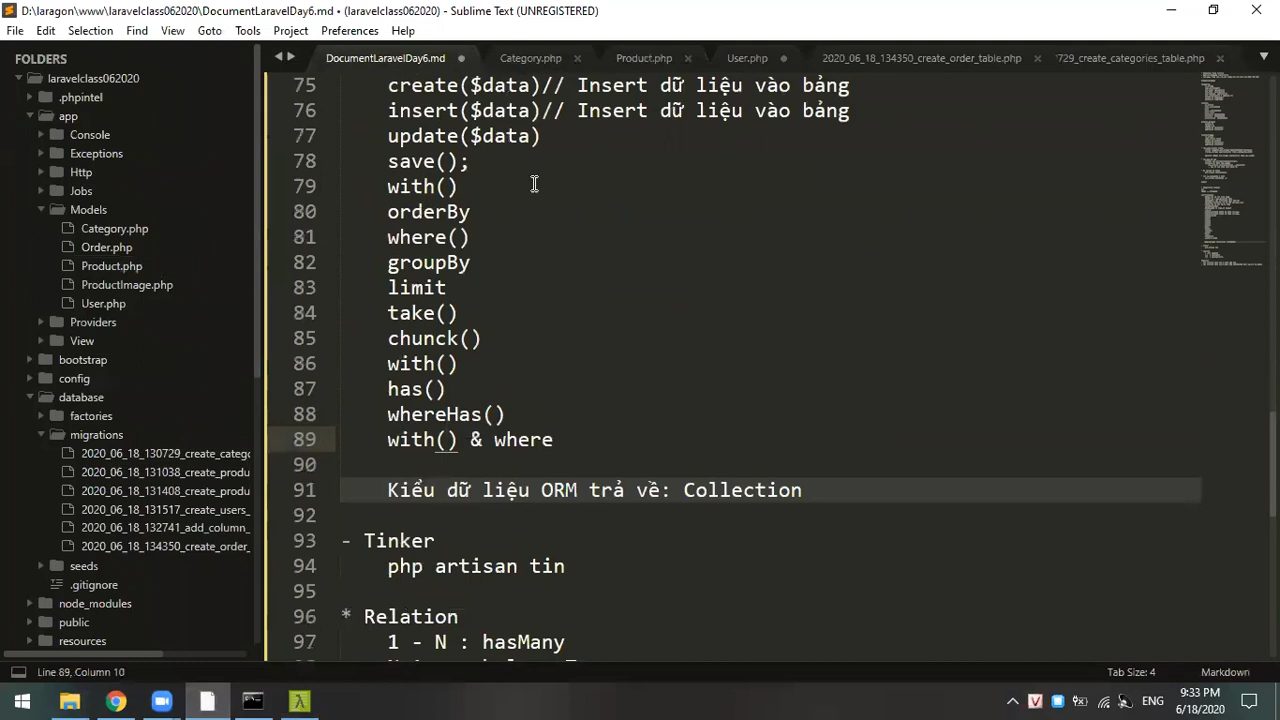 D:\laragon\www\laravelclass062020\DocumentLaravelDay6.md • (laravelclass062020) - Sublime Text (UNREGISTERED)
File Edit Selection Find View Goto Tools Project Preferences Help
FOLDERS
laravelclass062020
.phpintel
app
Console
Exceptions
Http
Jobs
Models
Category.php
Order.php
Product.php
ProductImage.php
User.php
Providers
View
bootstrap
config
database
factories
migrations
2020_06_18_130729_create_catego
2020_06_18_131038_create_produ
2020_06_18_131408_create_produ
2020_06_18_131517_create_users_
2020_06_18_132741_add_column_
2020_06_18_134350_create_order_
seeds
.gitignore
node_modules
public
resources
DocumentLaravelDay6.md Category.php Product.php User.php 2020_06_18_134350_create_order_table.php '729_create_categories_table.php
75 create($data)// Insert dữ liệu vào bảng
76 insert($data)// Insert dữ liệu vào bảng
77 update($data)
78 save();
79 with()
80 orderBy
81 where()
82 groupBy
83 limit
84 take()
85 chunck()
86 with()
87 has()
88 whereHas()
89 with() & where
90
91 Kiểu dữ liệu ORM trả về: Collection
92
93 - Tinker
94 php artisan tin
95
96 * Relation
97 1 - N : hasMany
Line 89, Column 10 Tab Size: 4 Markdown
ENG
9:33 PM
6/18/2020